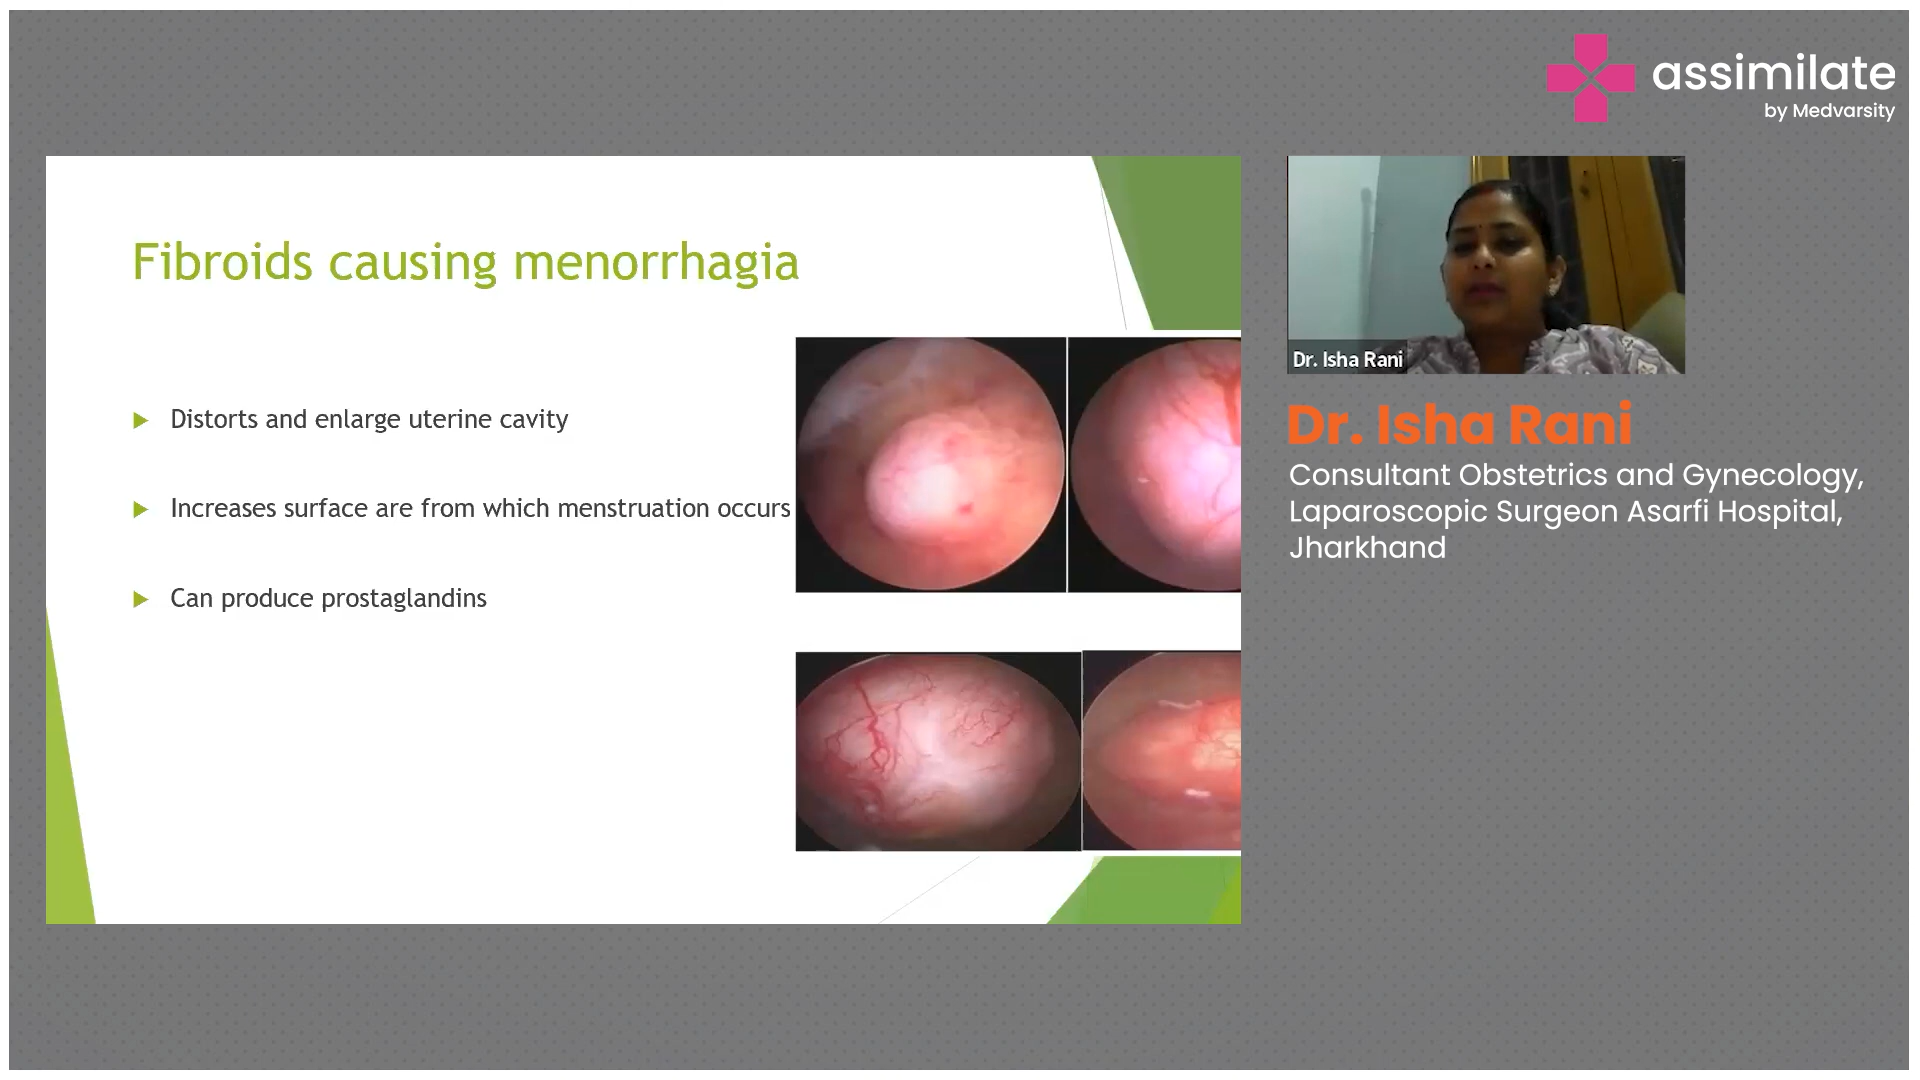 assimilate
by Medvarsity
Fibroids causing menorrhagia
Distorts and enlarge uterine cavity
Increases surface are from which menstruation occurs
Can produce prostaglandins
Dr. Isha Rani
Dr. Isha Rani
Consultant Obstetrics and Gynecology,
Laparoscopic Surgeon Asarfi Hospital,
Jharkhand